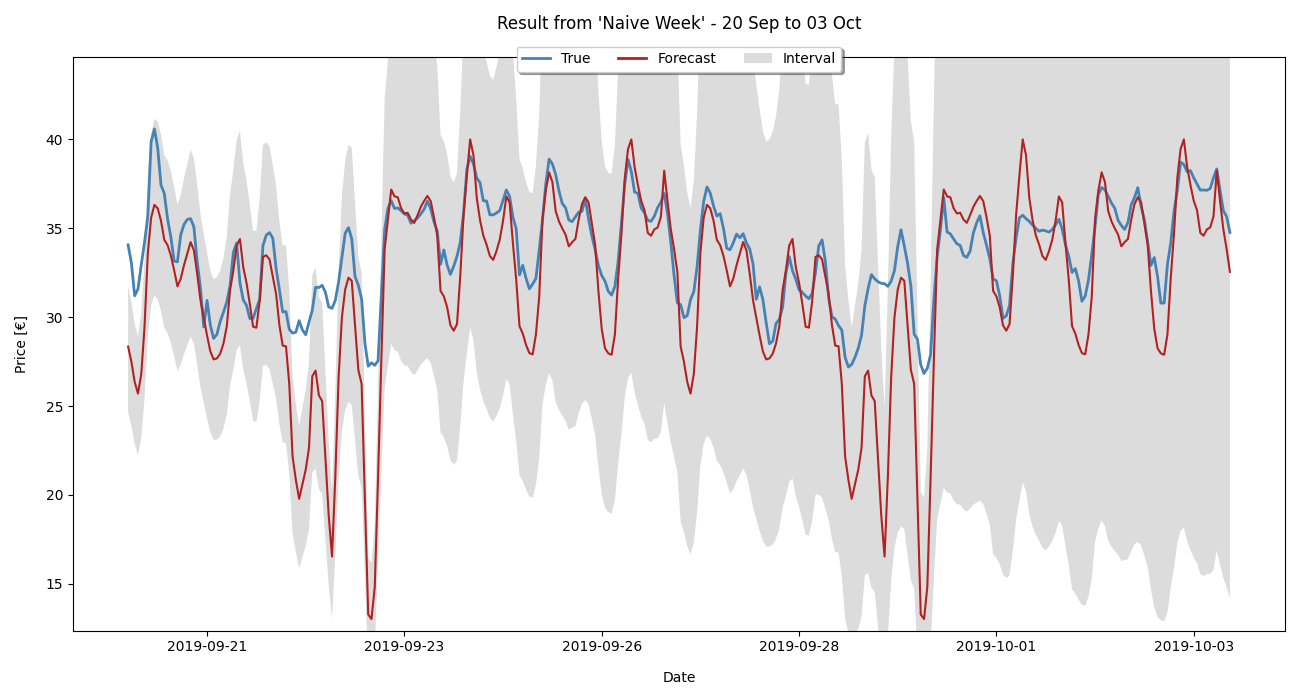 Result from 'Naive Week' - 20 Sep to 03 Oct
True Forecast Interval
Price [€]
40
35
30
25
20
15
2019-09-21 2019-09-23 2019-09-26 2019-09-28 2019-10-01 2019-10-03
Date